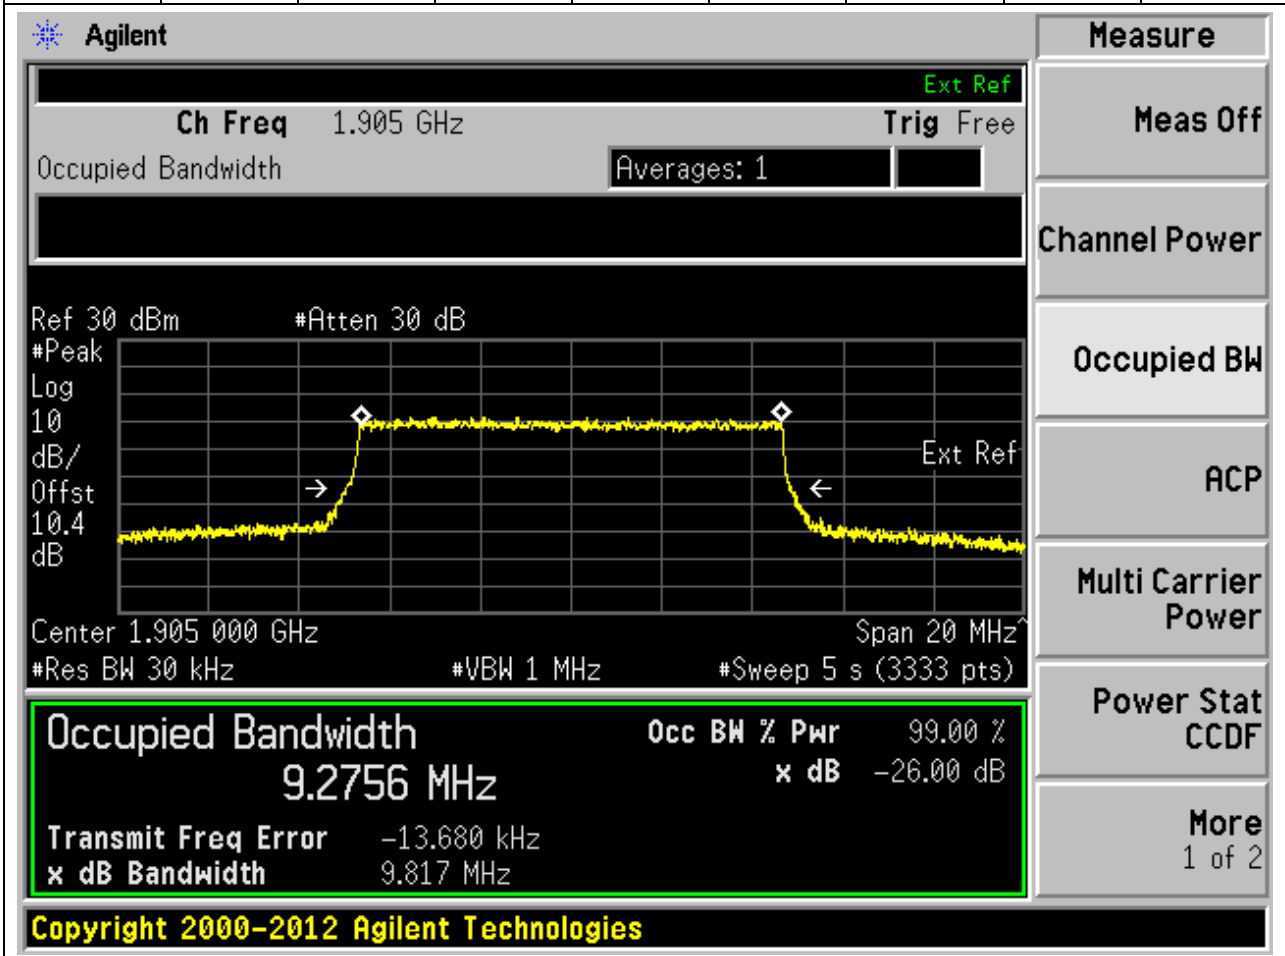 Agilent
Measure
Ext Ref
Ch Freq 1.905 GHz Trig Free
Meas Off
Occupied Bandwidth Averages: 1
Channel Power
Ref 30 dBm #Atten 30 dB
#Peak
Log
10
dB/
Offst
10.4
dB
Ext Ref
Occupied BW
ACP
Center 1.905 000 GHz Span 20 MHz^
#Res BW 30 kHz #VBW 1 MHz #Sweep 5 s (3333 pts)
Multi Carrier
Power
Occupied Bandwidth Occ BW % Pwr 99.00 %
9.2756 MHz x dB -26.00 dB
Power Stat
CCDF
Transmit Freq Error -13.680 kHz
x dB Bandwidth 9.817 MHz
More
1 of 2
Copyright 2000-2012 Agilent Technologies